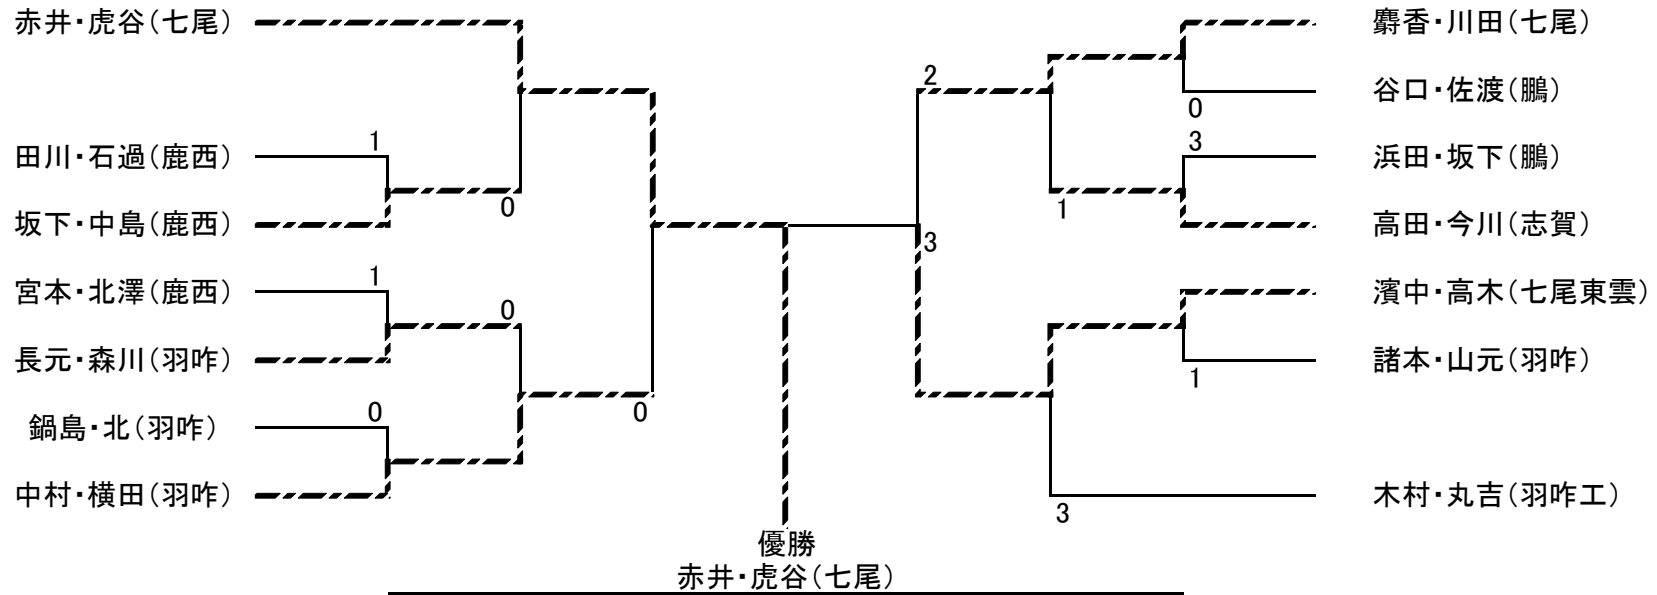 赤井・虎谷(七尾)
田川・石過(鹿西)
1
坂下・中島(鹿西)
0
宮本・北澤(鹿西)
1
長元・森川(羽咋)
0
鍋島・北(羽咋)
0
中村・横田(羽咋)
0
2
3
麝香・川田(七尾)
谷口・佐渡(鵬)
0
浜田・坂下(鵬)
3
高田・今川(志賀)
1
濱中・高木(七尾東雲)
諸本・山元(羽咋)
1
木村・丸吉(羽咋工)
3
優勝
赤井・虎谷(七尾)